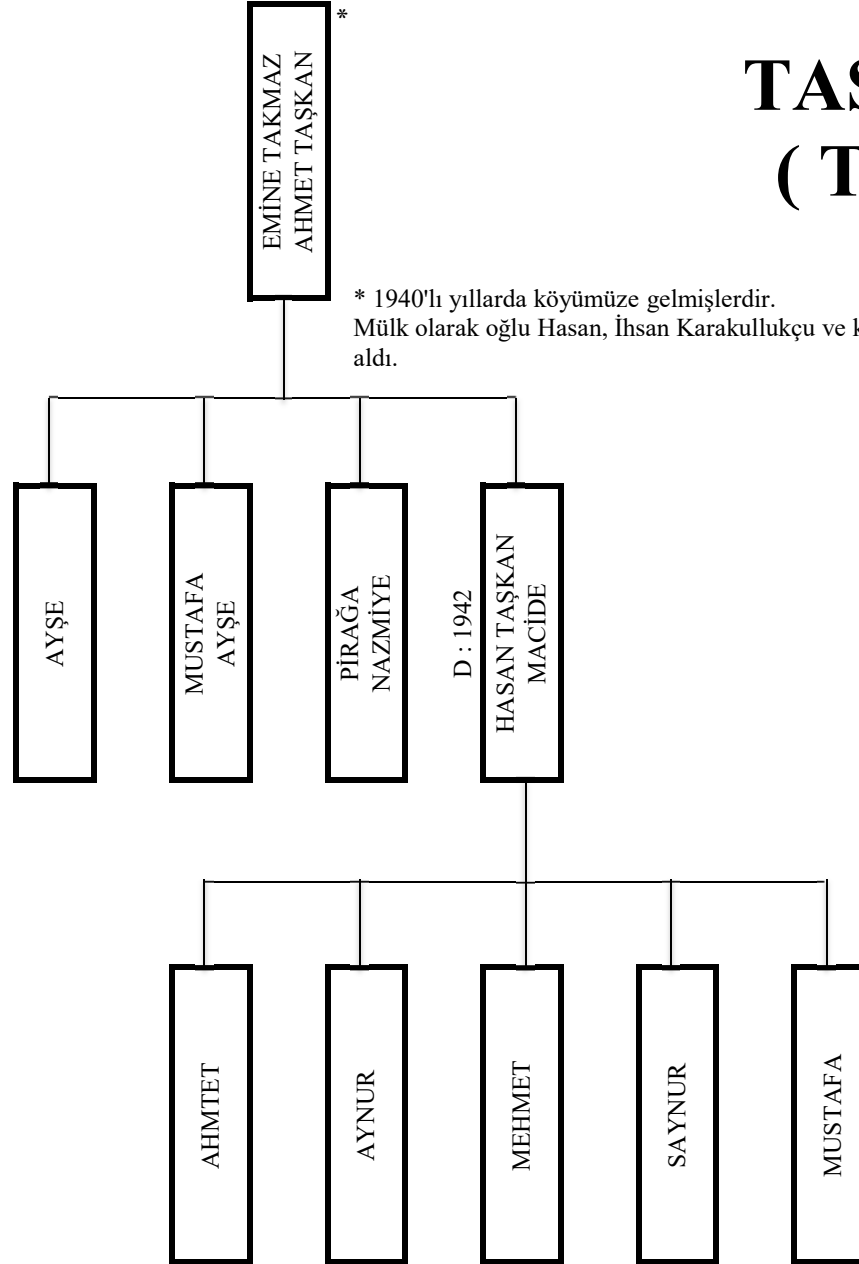 *
EMİNE TAKMAZ
AHMET TAŞKAN
TAŞ
( T
* 1940'lı yıllarda köyümüze gelmişlerdir.
Mülk olarak oğlu Hasan, İhsan Karakullukçu ve k
aldı.
AYŞE
MUSTAFA
AYŞE
PİRAĞA
NAZMİYE
D : 1942
HASAN TAŞKAN
MACİDE
AHMTET
AYNUR
MEHMET
SAYNUR
MUSTAFA